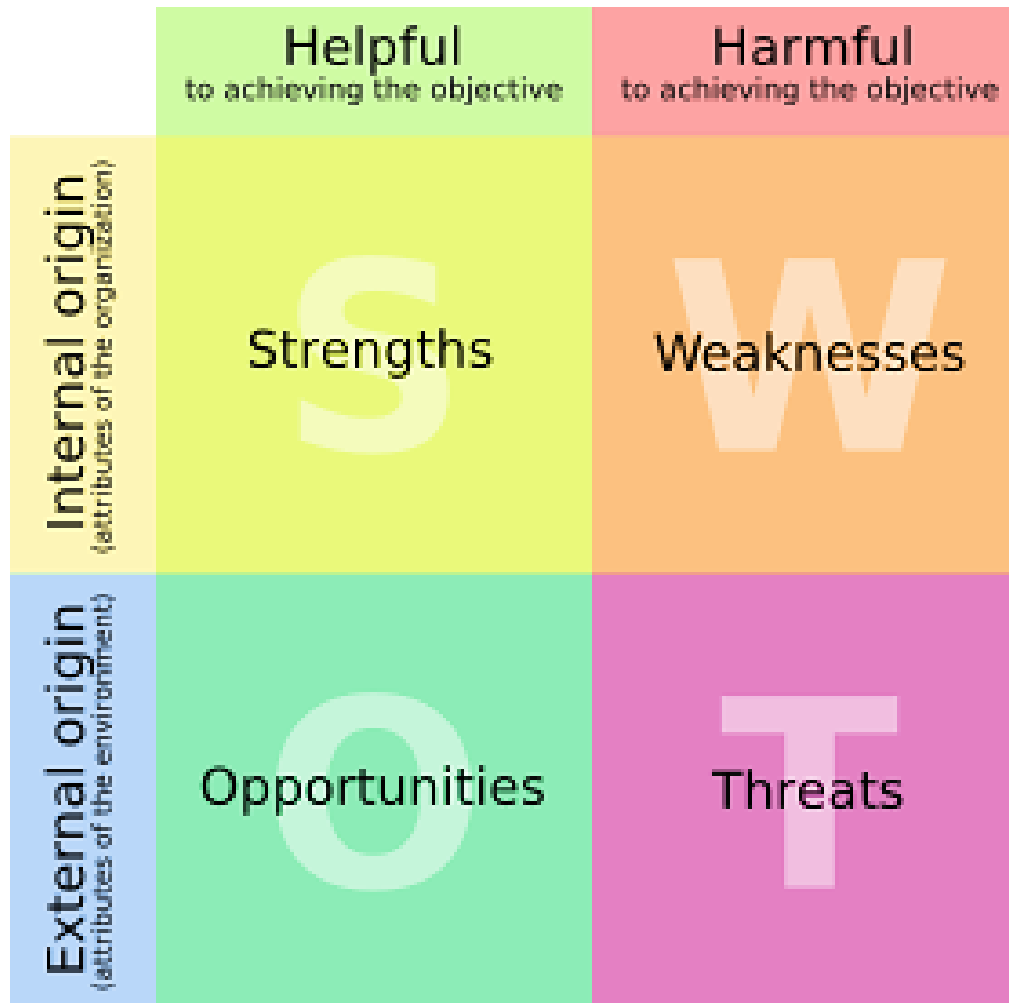 Helpful
to achieving the objective
Harmful
to achieving the objective
Internal origin
(attributes of the organization)
S
Strengths
W
Weaknesses
External origin
(attributes of the environment)
O
Opportunities
T
Threats